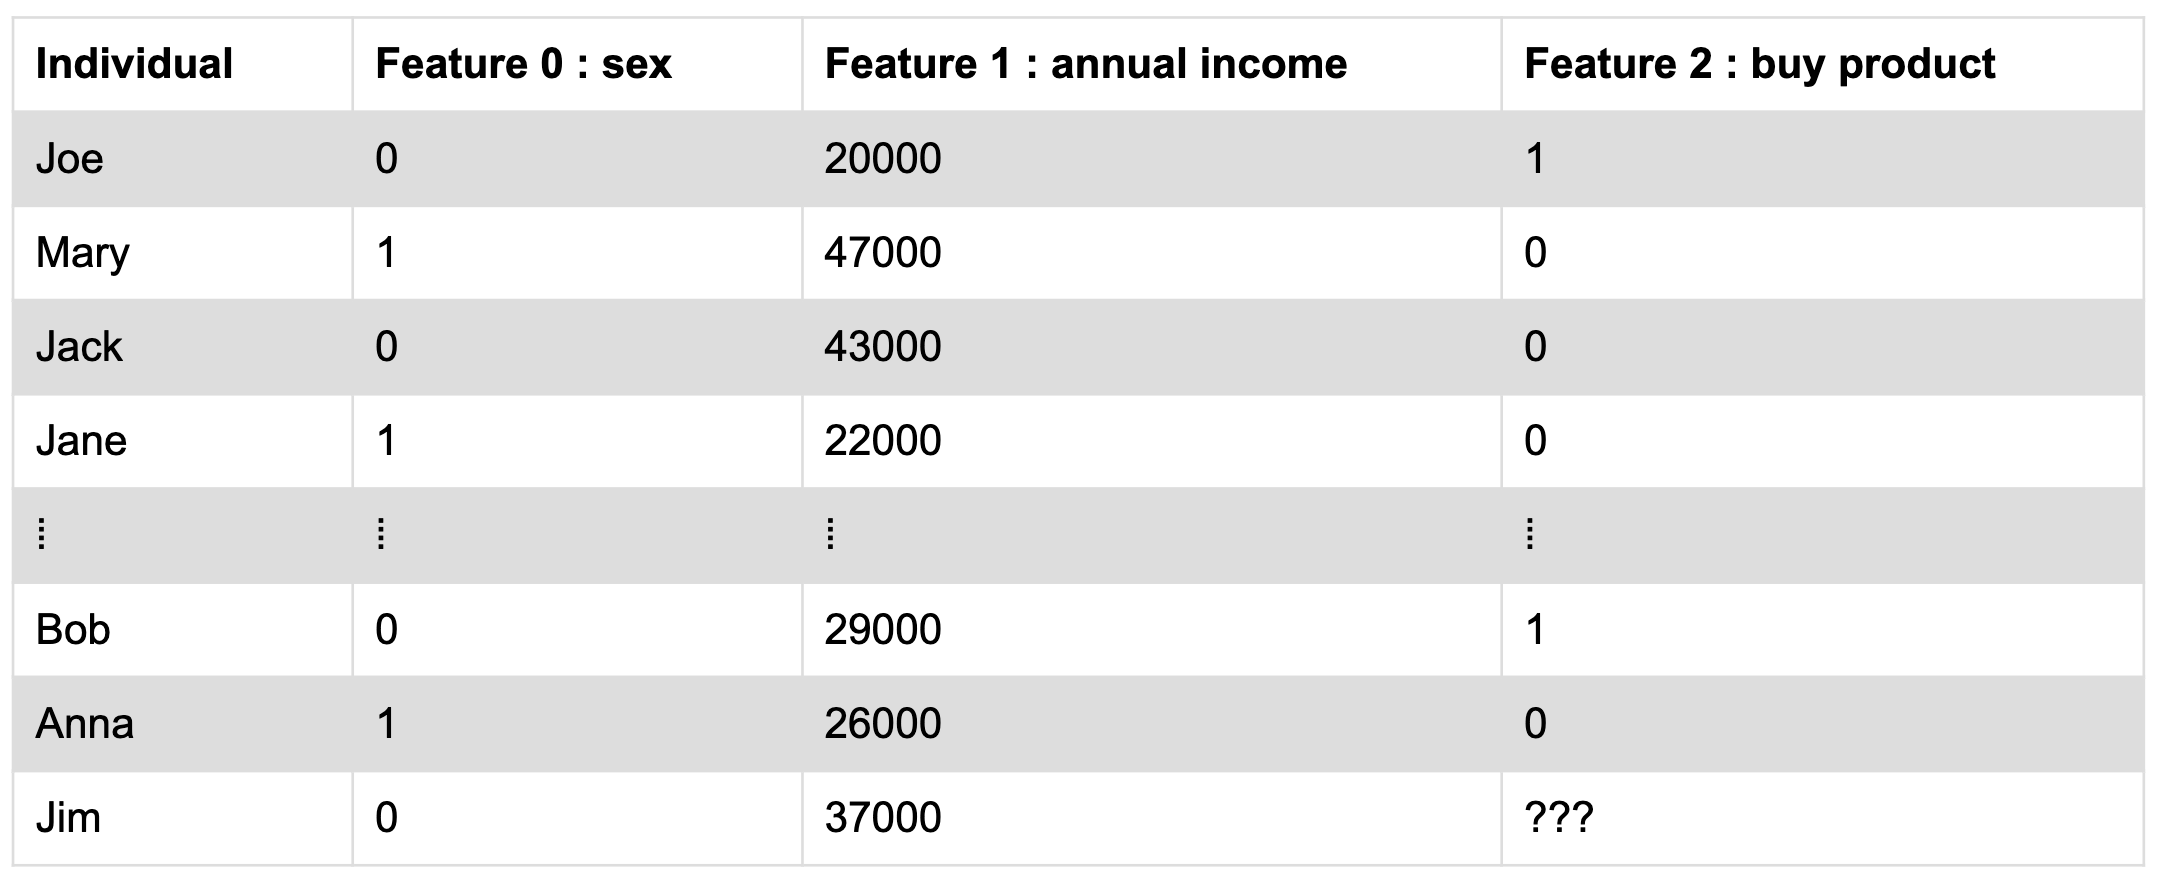 Individual Feature 0 : sex Feature 1 : annual income Feature 2 : buy product
Joe 0 20000 1
Mary 1 47000 0
Jack 0 43000 0
Jane 1 22000 0
⁞ ⁞ ⁞ ⁞
Bob 0 29000 1
Anna 1 26000 0
Jim 0 37000 ???